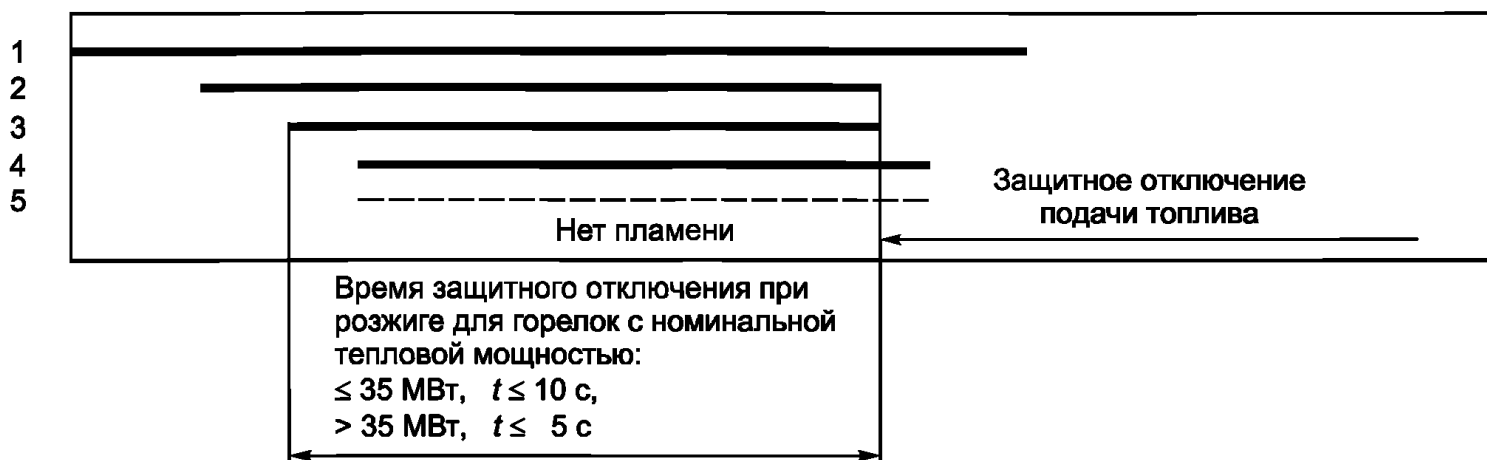 1
2
3
4
5
Защитное отключение
подачи топлива
Нет пламени
Время защитного отключения при
розжиге для горелок с номинальной
тепловой мощностью:
≤ 35 МВт, t ≤ 10 с,
> 35 МВт, t ≤ 5 с